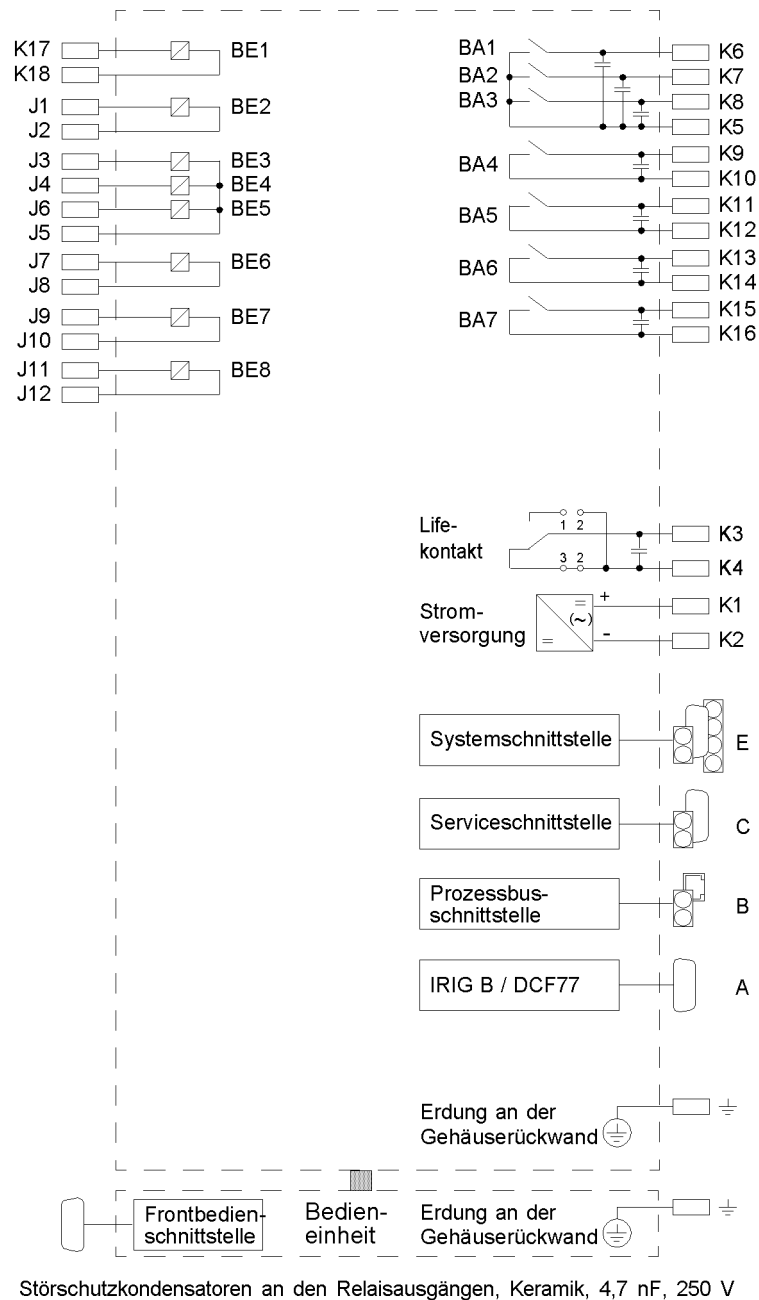 K17 BE1 BA1 K6
K18 BA2 K7
J1 BE2 BA3 K8
J2 K5
J3 BE3 BA4 K9
J4 BE4 K10
J6 BE5 BA5 K11
J5 K12
J7 BE6 BA6 K13
J8 K14
J9 BE7 BA7 K15
J10 K16
J11 BE8
J12
Life-
kontakt
1 2
3 2
K3
K4
Strom-
versorgung
=
(~)
=
+ K1
- K2
Systemschnittstelle E
Serviceschnittstelle C
Prozessbus-
schnittstelle B
IRIG B / DCF77 A
Erdung an der
Gehäuserückwand
Frontbedien-
schnittstelle
Bedien-
einheit
Erdung an der
Gehäuserückwand
Störschutzkondensatoren an den Relaisausgängen, Keramik, 4,7 nF, 250 V